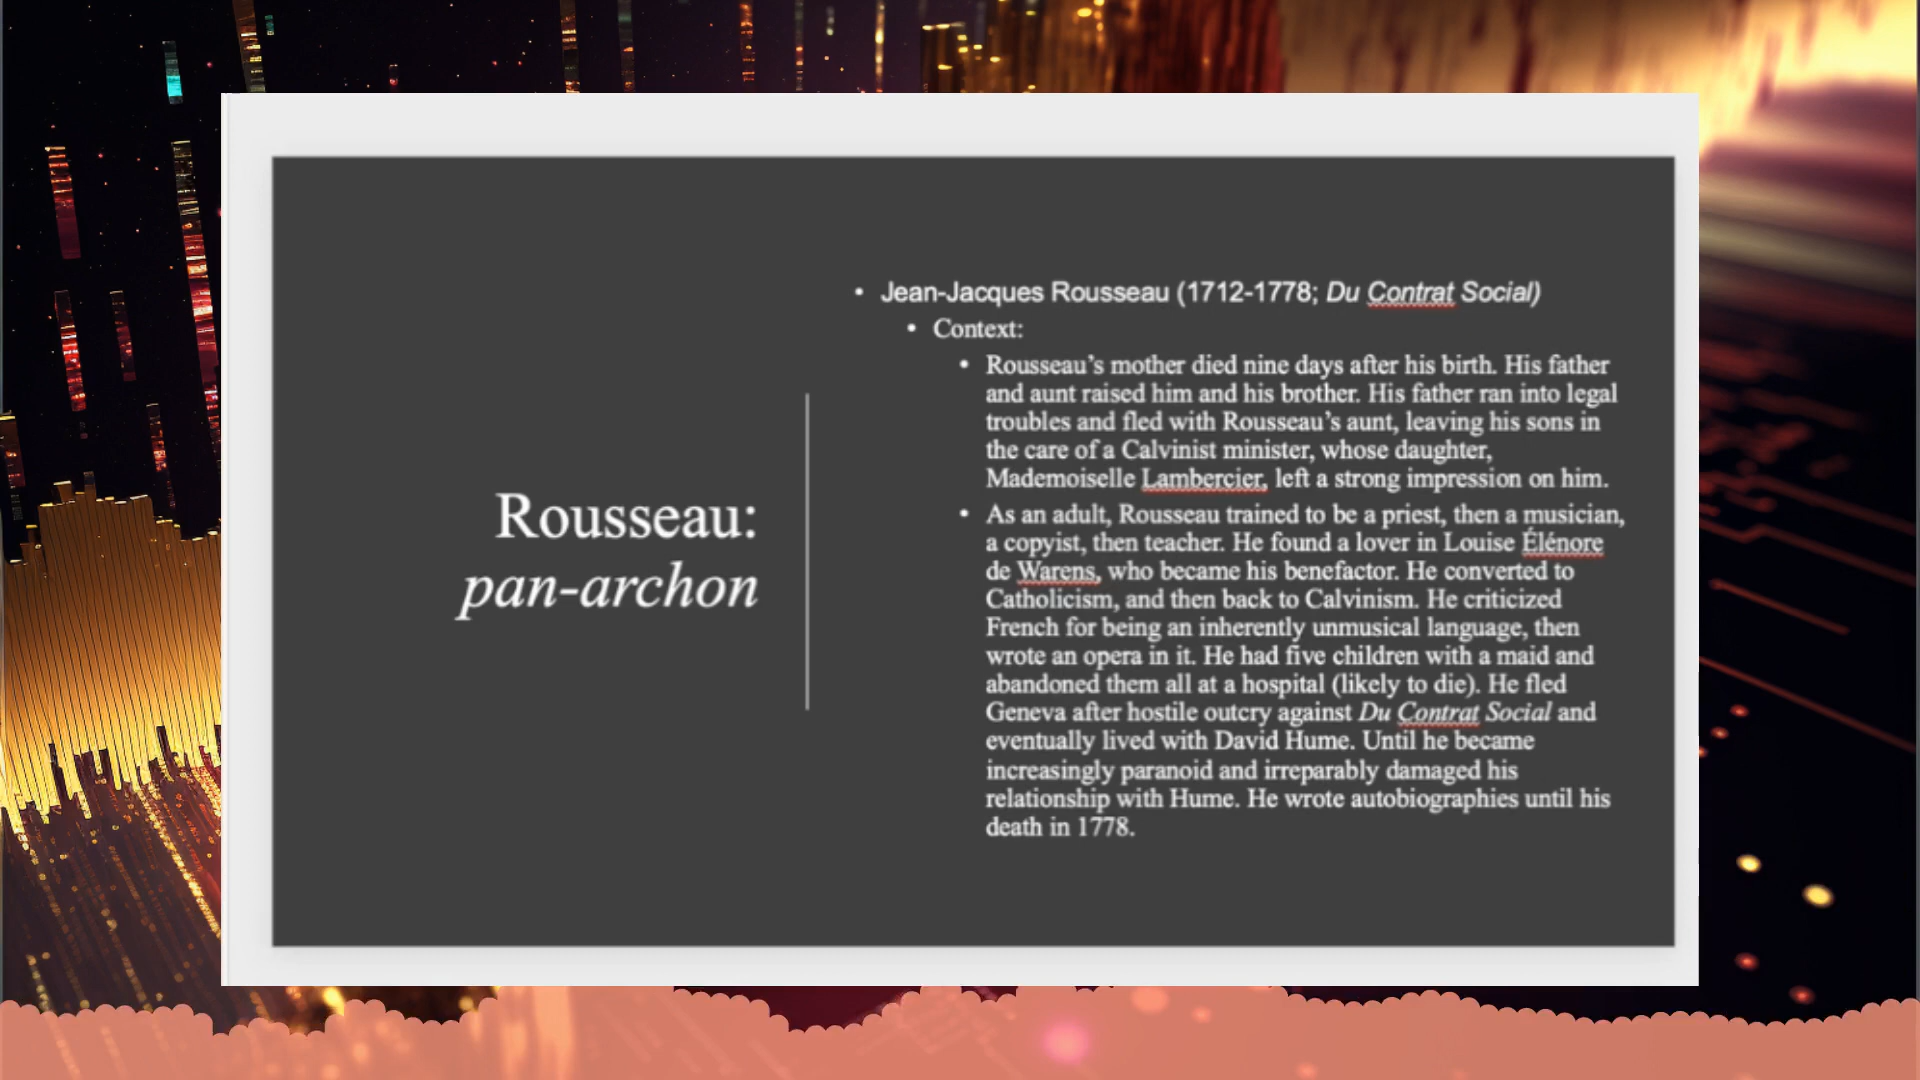 Rousseau:
pan-archon
• Jean-Jacques Rousseau (1712-1778; Du Contrat Social)
• Context:
• Rousseau’s mother died nine days after his birth. His father
and aunt raised him and his brother. His father ran into legal
troubles and fled with Rousseau’s aunt, leaving his sons in
the care of a Calvinist minister, whose daughter,
Mademoiselle Lambercier, left a strong impression on him.
• As an adult, Rousseau trained to be a priest, then a musician,
a copyist, then teacher. He found a lover in Louise Élénore
de Warens, who became his benefactor. He converted to
Catholicism, and then back to Calvinism. He criticized
French for being an inherently unmusical language, then
wrote an opera in it. He had five children with a maid and
abandoned them all at a hospital (likely to die). He fled
Geneva after hostile outcry against Du Contrat Social and
eventually lived with David Hume. Until he became
increasingly paranoid and irreparably damaged his
relationship with Hume. He wrote autobiographies until his
death in 1778.